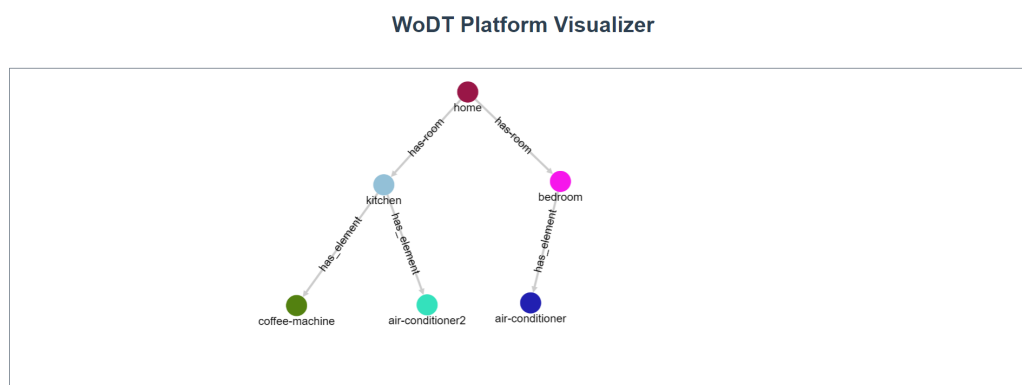 WoDT Platform Visualizer
home
has-room
has-room
kitchen
bedroom
has_element
has_element
has_element
coffee-machine
air-conditioner2
air-conditioner